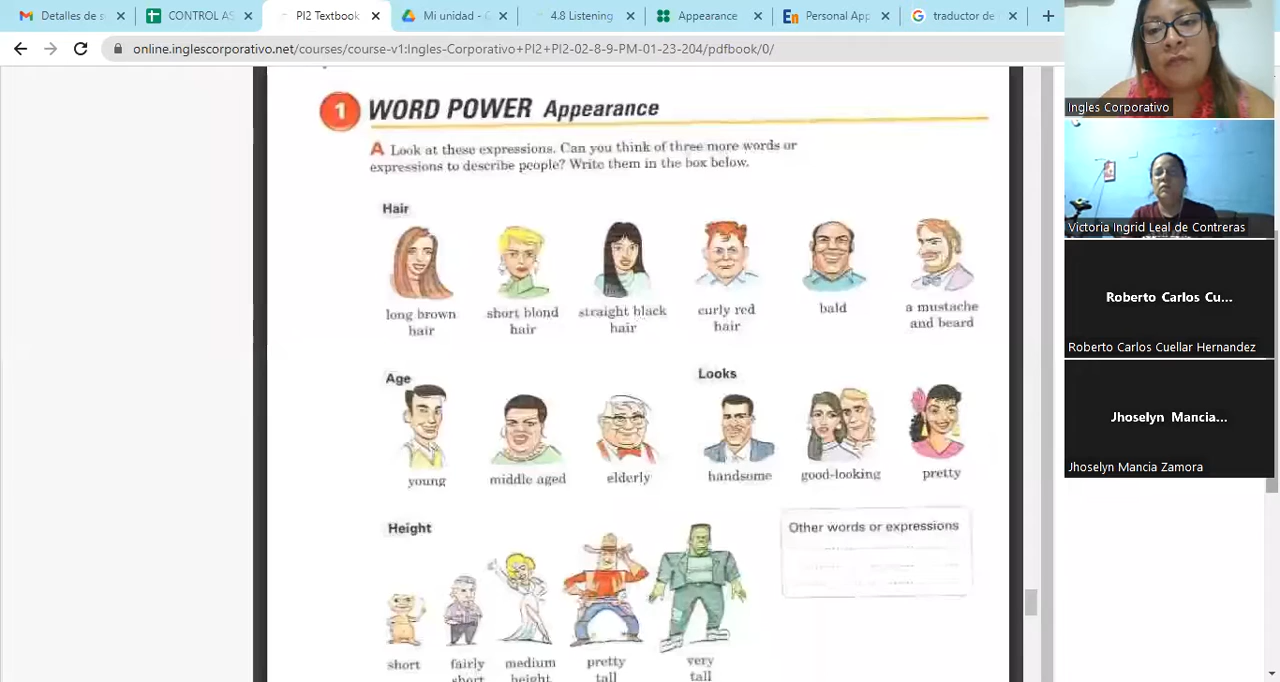 Detalles de s
CONTROL AS
PI2 Textbook
Mi unidad - G
4.8 Listening
Appearance
Personal App
traductor de
online.inglescorporativo.net/courses/course-v1:Ingles-Corporativo+PI2+PI2-02-8-9-PM-01-23-204/pdfbook/0/
1 WORD POWER Appearance
A Look at these expressions. Can you think of three more words or
expressions to describe people? Write them in the box below.
Hair
long brown
hair
short blond
hair
straight black
hair
curly red
hair
bald
a mustache
and beard
Age
young
middle aged
elderly
Looks
handsome
good-looking
pretty
Height
short
fairly
short
medium
height
pretty
tall
very
tall
Other words or expressions
Ingles Corporativo
Victoria Ingrid Leal de Contreras
Roberto Carlos Cu...
Roberto Carlos Cuellar Hernandez
Jhoselyn Mancia...
Jhoselyn Mancia Zamora